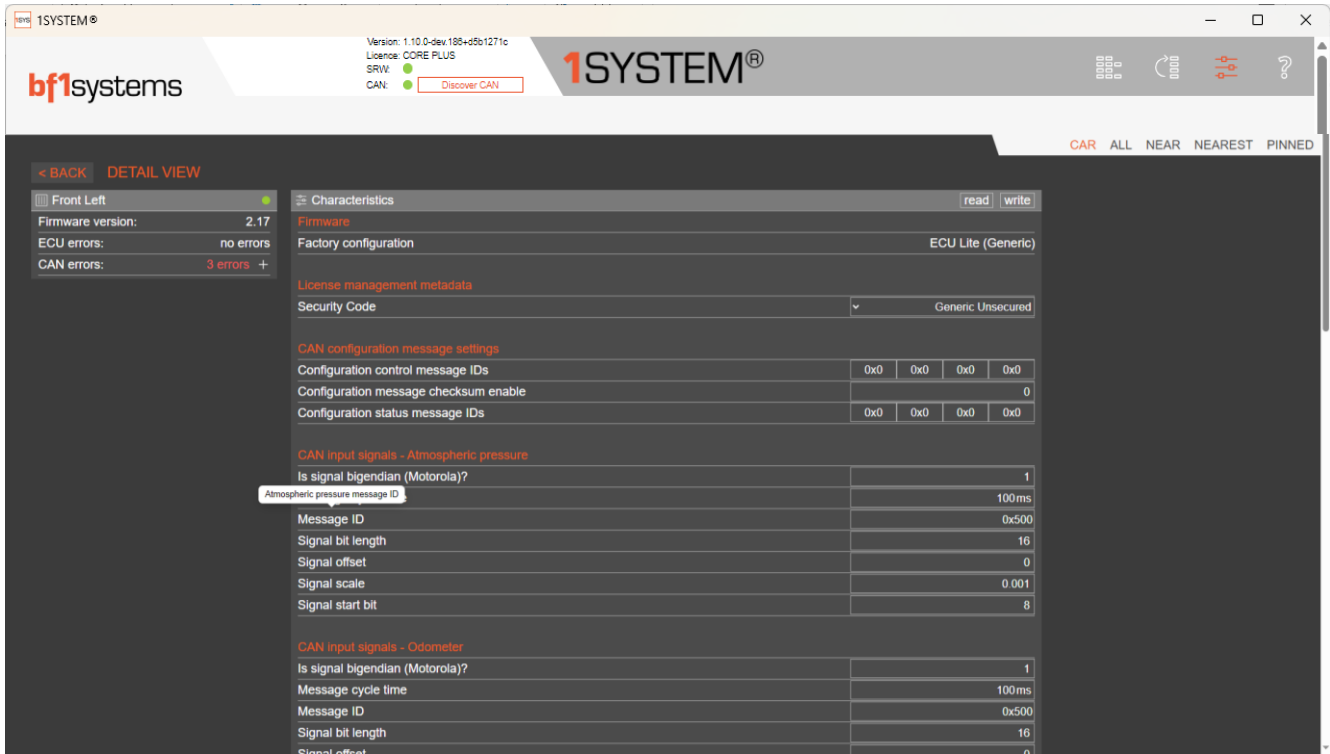 1SYS 1SYSTEM®
Version: 1.10.0-dev.186+d5b1271c
Licence: CORE PLUS
SRW:
CAN: Discover CAN
bf1systems
1SYSTEM®
CAR ALL NEAR NEAREST PINNED
< BACK DETAIL VIEW
Front Left
Firmware version: 2.17
ECU errors: no errors
CAN errors: 3 errors +
Characteristics read write
Firmware
Factory configuration ECU Lite (Generic)
License management metadata
Security Code Generic Unsecured
CAN configuration message settings
Configuration control message IDs 0x0 0x0 0x0 0x0
Configuration message checksum enable 0
Configuration status message IDs 0x0 0x0 0x0 0x0
CAN input signals - Atmospheric pressure
Is signal bigendian (Motorola)? 1
Atmospheric pressure message ID
100ms
Message ID 0x500
Signal bit length 16
Signal offset 0
Signal scale 0.001
Signal start bit 8
CAN input signals - Odometer
Is signal bigendian (Motorola)? 1
Message cycle time 100ms
Message ID 0x500
Signal bit length 16
Signal offset 0